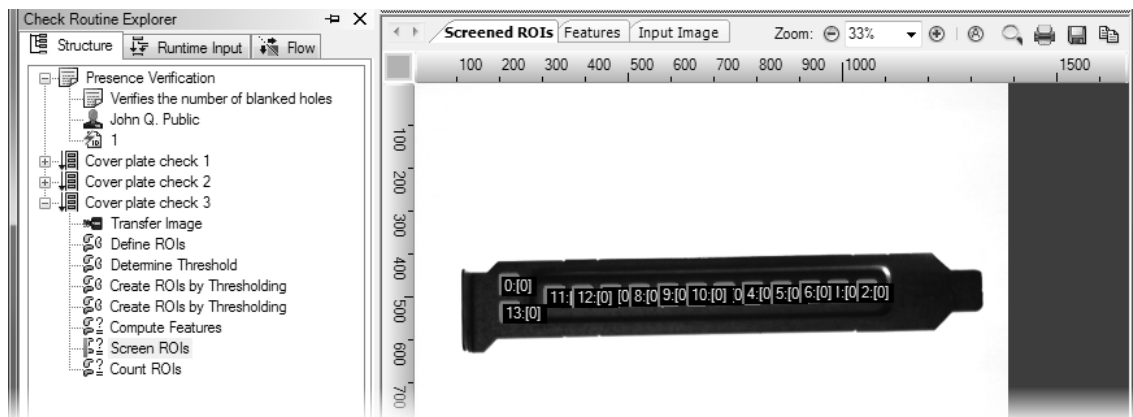 Check Routine Explorer
Structure Runtime Input Flow
Presence Verification
Verifies the number of blanked holes
John Q. Public
1
Cover plate check 1
Cover plate check 2
Cover plate check 3
Transfer Image
Define ROIs
Determine Threshold
Create ROIs by Thresholding
Create ROIs by Thresholding
Compute Features
Screen ROIs
Count ROIs
Screened ROIs Features Input Image Zoom: 33%
100 200 300 400 500 600 700 800 900 1000 1500
100
200
300
400
500
600
700
0:[0]
11:[ 12:[0] [0 8:[0 9:[0 10:[0] :0 4:[0 5:[0 6:[0] l:[0 2:[0]
13:[0]